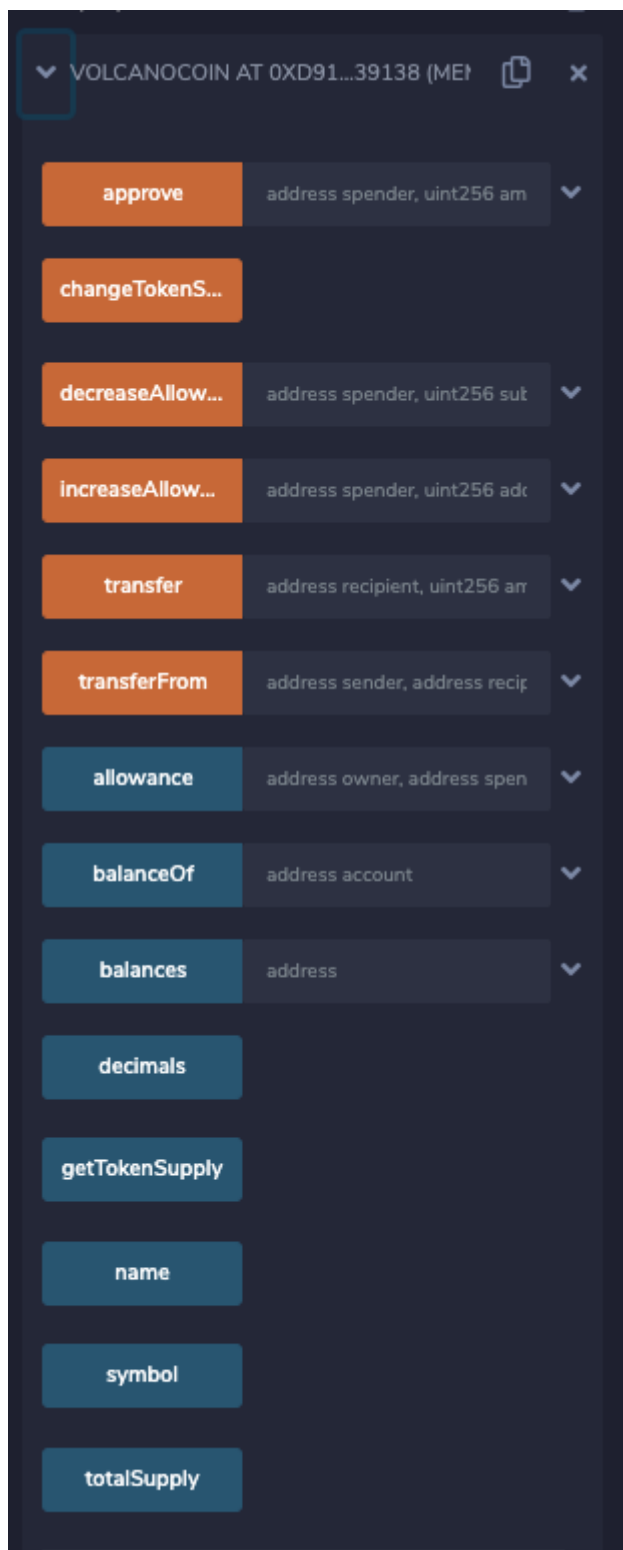 VOLCANOCOIN AT 0XD91...39138 (MEM
approve address spender, uint256 am
changeTokenS...
decreaseAllow... address spender, uint256 sub
increaseAllow... address spender, uint256 add
transfer address recipient, uint256 am
transferFrom address sender, address recip
allowance address owner, address spen
balanceOf address account
balances address
decimals
getTokenSupply
name
symbol
totalSupply